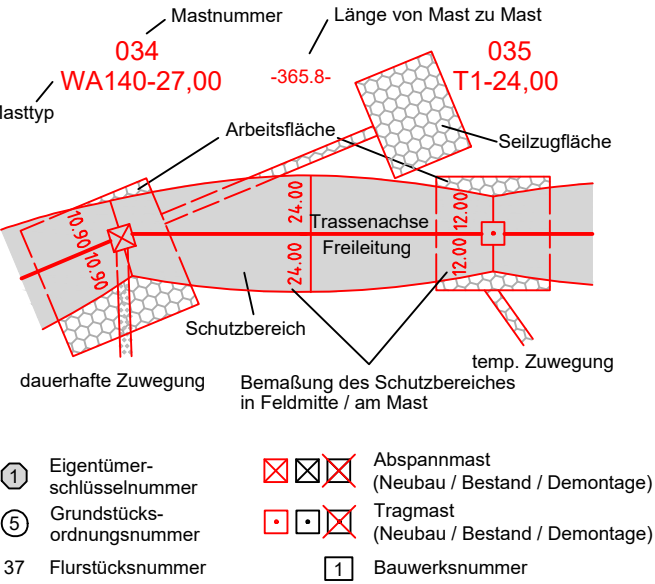 Mastnummer
Länge von Mast zu Mast
034
035
WA140-27,00
-365.8-
T1-24,00
Masttyp
Arbeitsfläche
Seilzugfläche
10.90
10.90
24.00
24.00
Trassenachse
Freileitung
12.00
12.00
Schutzbereich
temp. Zuwegung
dauerhafte Zuwegung
Bemaßung des Schutzbereiches
in Feldmitte / am Mast
1 Eigentümer-
schlüsselnummer
Abspannmast
(Neubau / Bestand / Demontage)
5 Grundstücks-
ordnungsnummer
Tragmast
(Neubau / Bestand / Demontage)
37 Flurstücksnummer
1 Bauwerksnummer